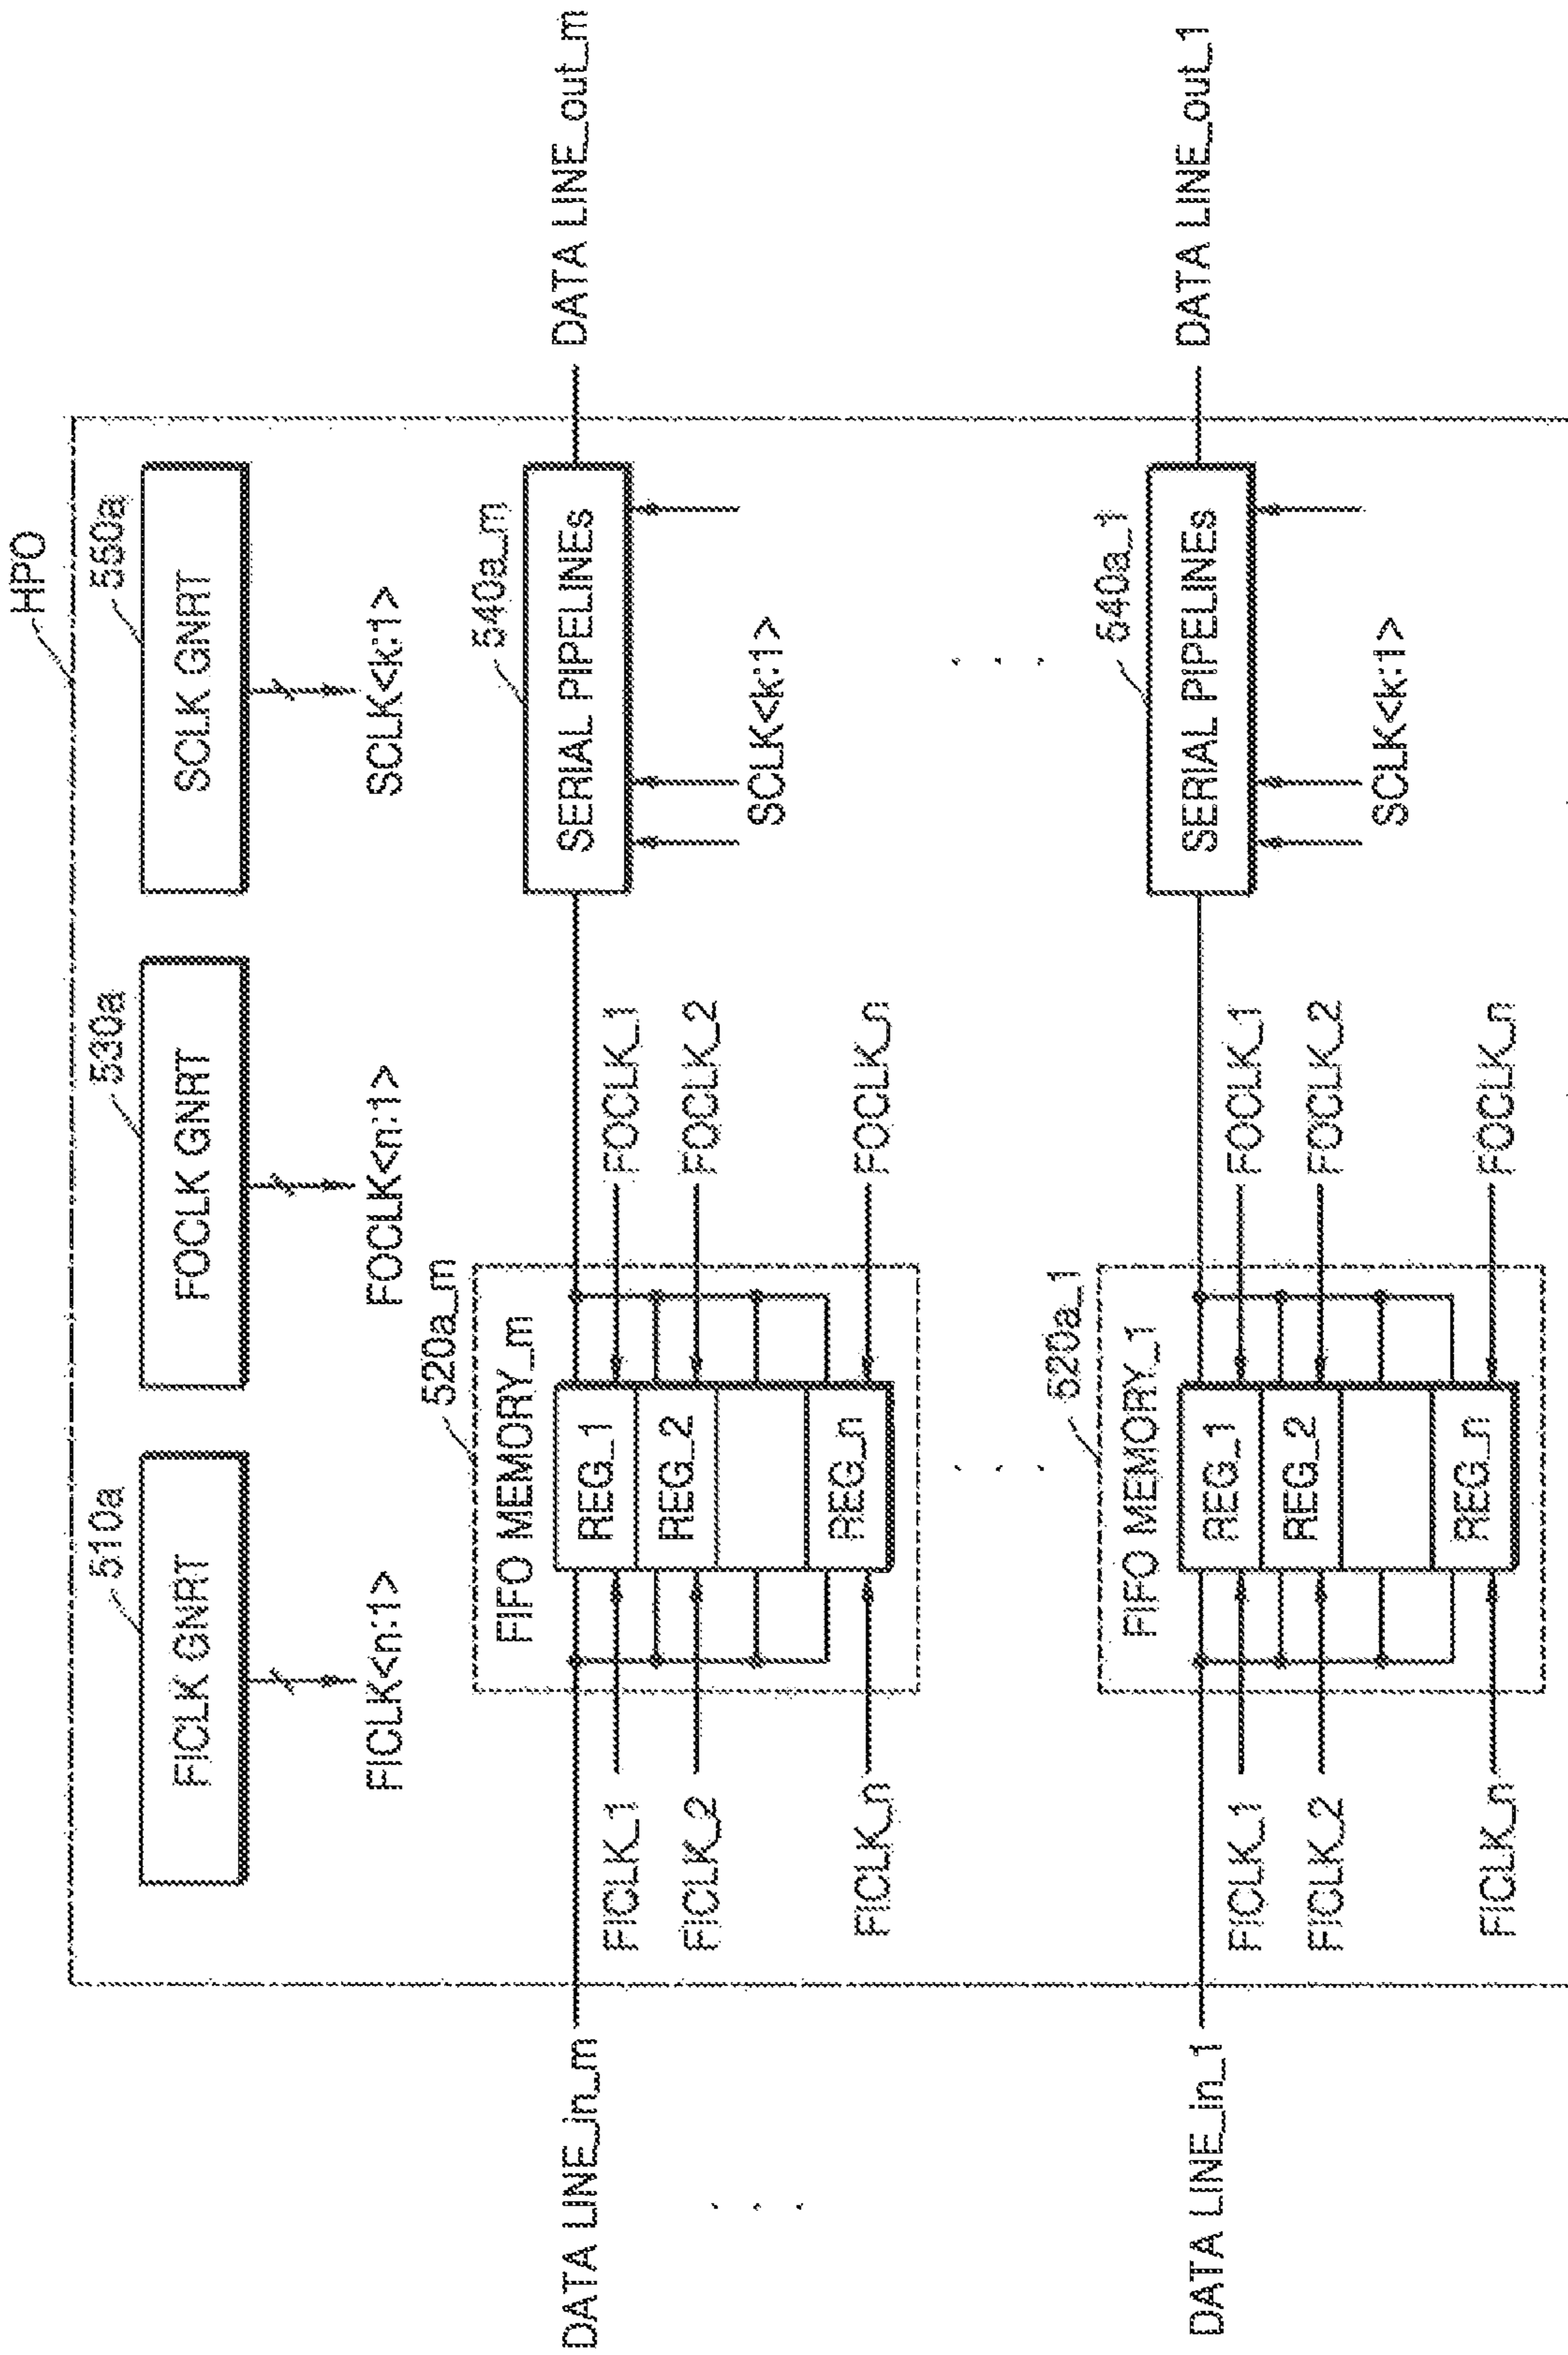 HPO
510a
530a
550a
FICLK GNRT
FOCLK GNRT
SCLK GNRT
FICLK<n:1>
FOCLK<n:1>
SCLK<k:1>
520a_m
540a_m
FIFO MEMORY_m
DATA LINE_in_m
REG_1
SERIAL PIPELINEs
DATA LINE_out_m
FICLK_1
FOCLK_1
FICLK_2
REG_2
FOCLK_2
SCLK<k:1>
FICLK_n
REG_n
FOCLK_n
. . .
. . .
. . .
520a_1
540a_1
FIFO MEMORY_1
DATA LINE_in_1
REG_1
SERIAL PIPELINEs
DATA LINE_out_1
FICLK_1
FOCLK_1
FICLK_2
REG_2
FOCLK_2
SCLK<k:1>
FICLK_n
REG_n
FOCLK_n